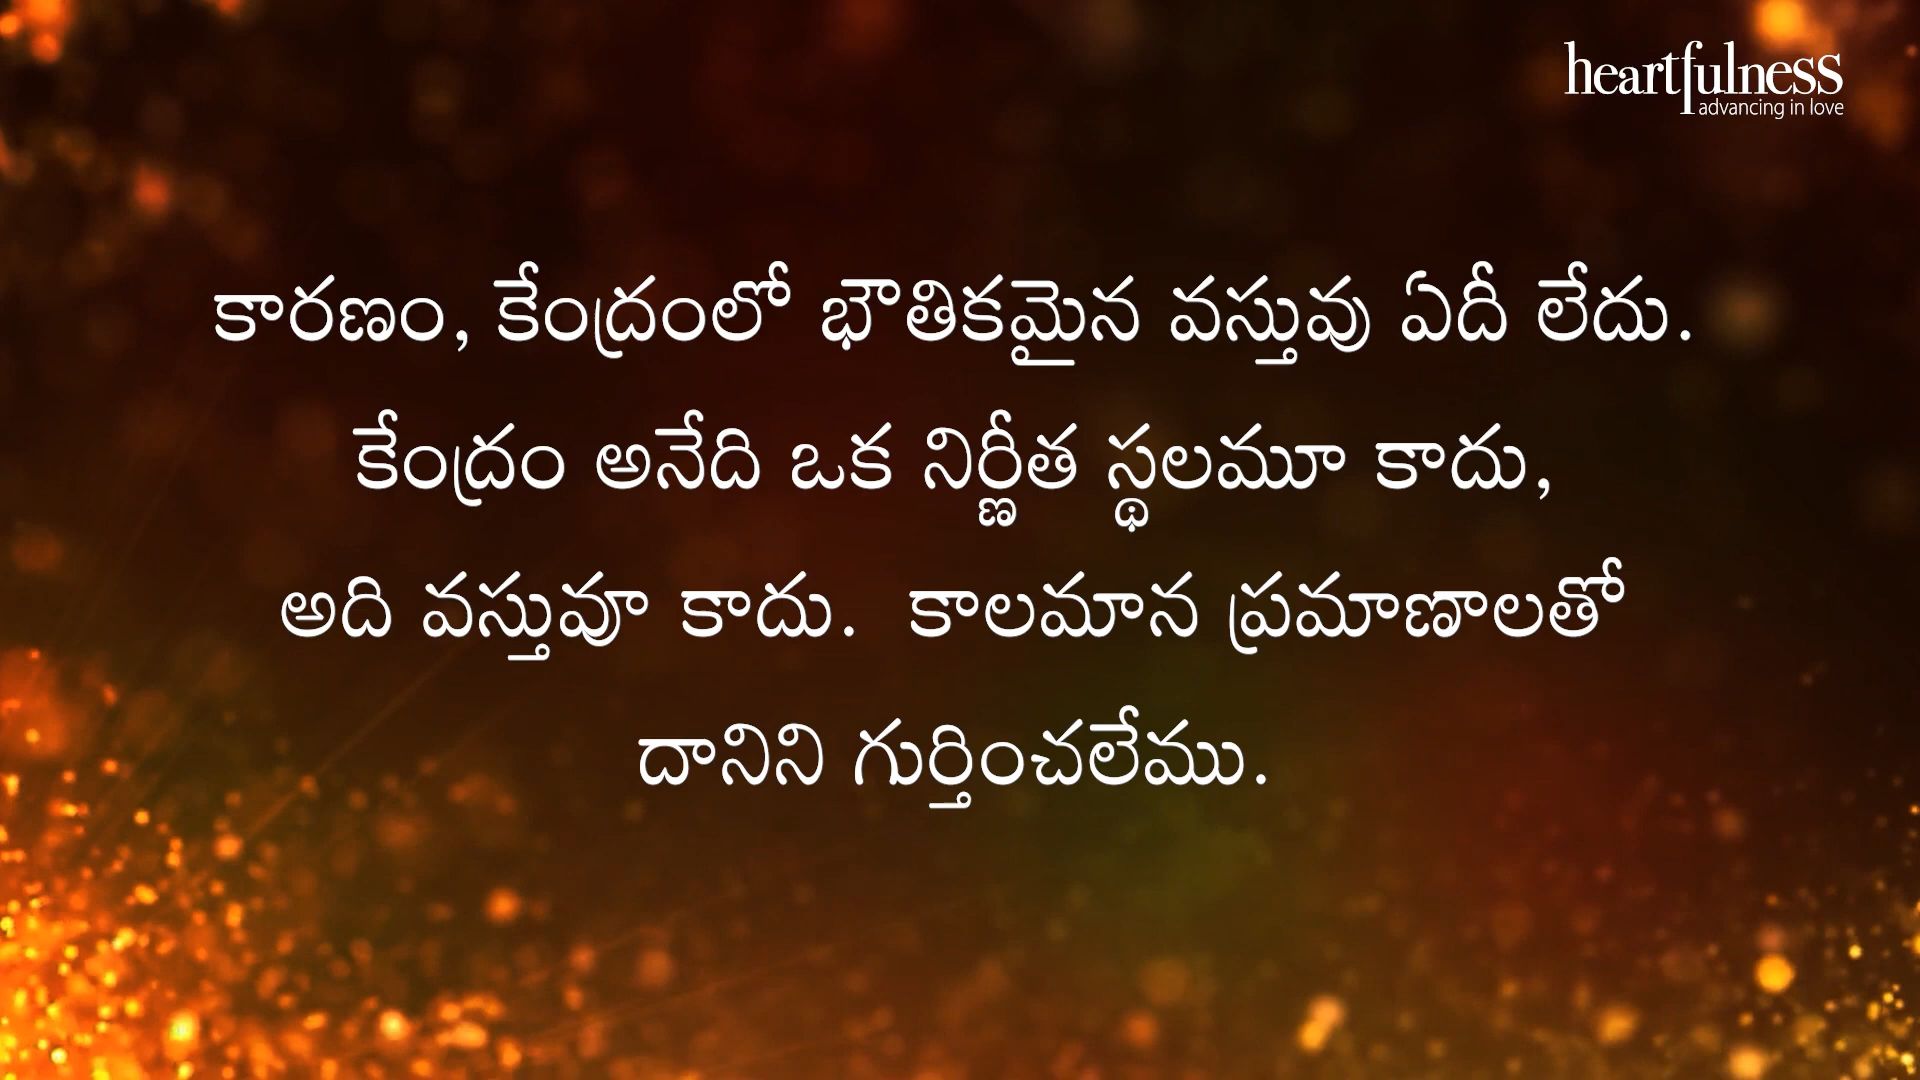 heartfulness
advancing in love
కారణం, కేంద్రంలో భౌతికమైన వస్తువు ఏదీ లేదు.
కేంద్రం అనేది ఒక నిర్ణీత స్థలమూ కాదు,
అది వస్తువూ కాదు.  కాలమాన ప్రమాణాలతో
దానిని గుర్తించలేము.